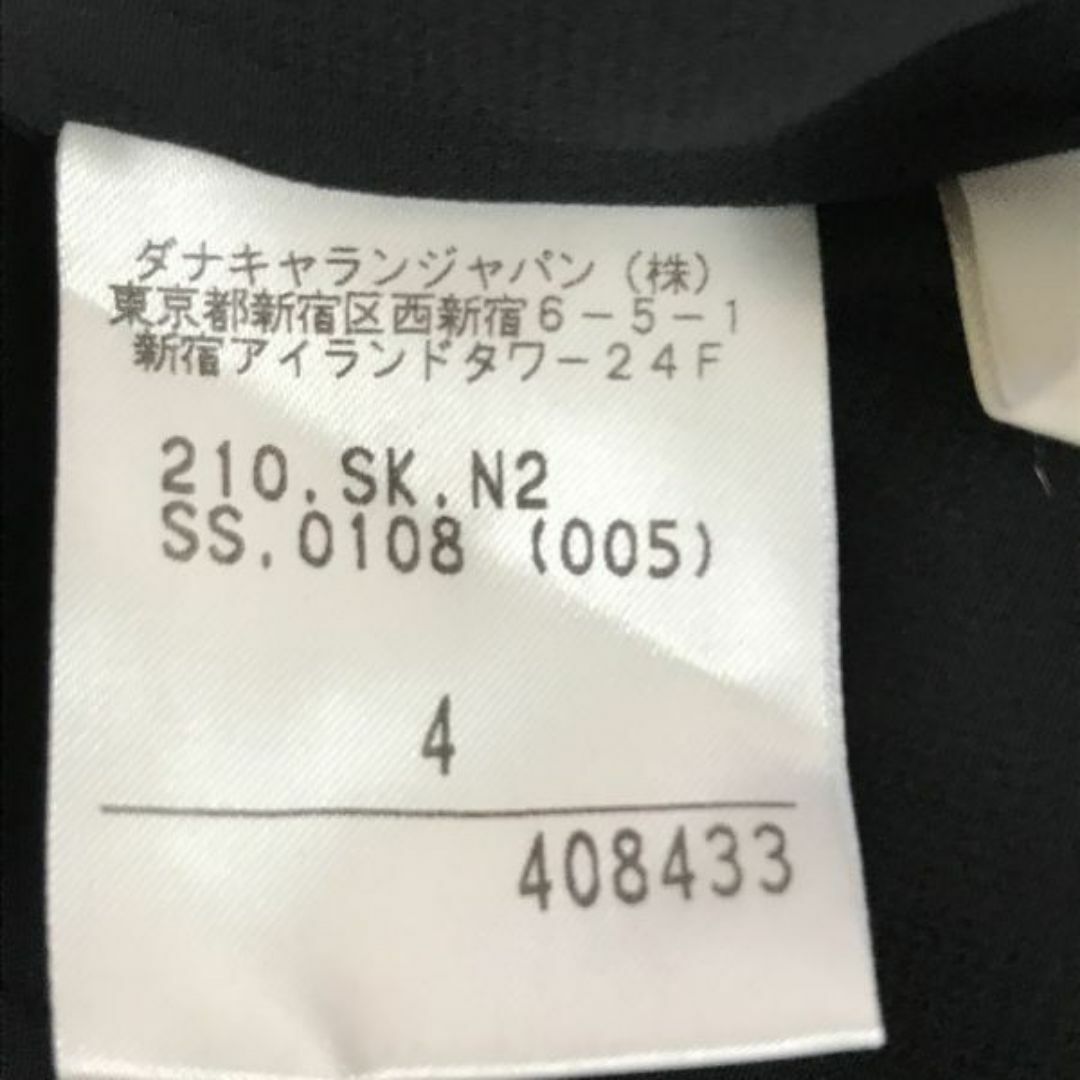 ダナキャランジャパン（株）
東京都新宿区西新宿６－５－１
新宿アイランドタワー２４Ｆ
210.SK.N2
SS.0108 (005)
4
408433